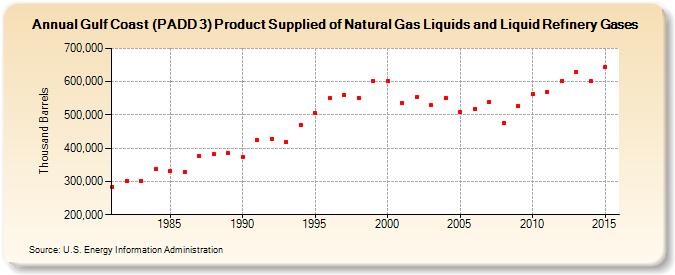 Annual Gulf Coast (PADD 3) Product Supplied of Natural Gas Liquids and Liquid Refinery Gases
Thousand Barrels
700,000
600,000
500,000
400,000
300,000
200,000
1985 1990 1995 2000 2005 2010 2015
Source: U.S. Energy Information Administration